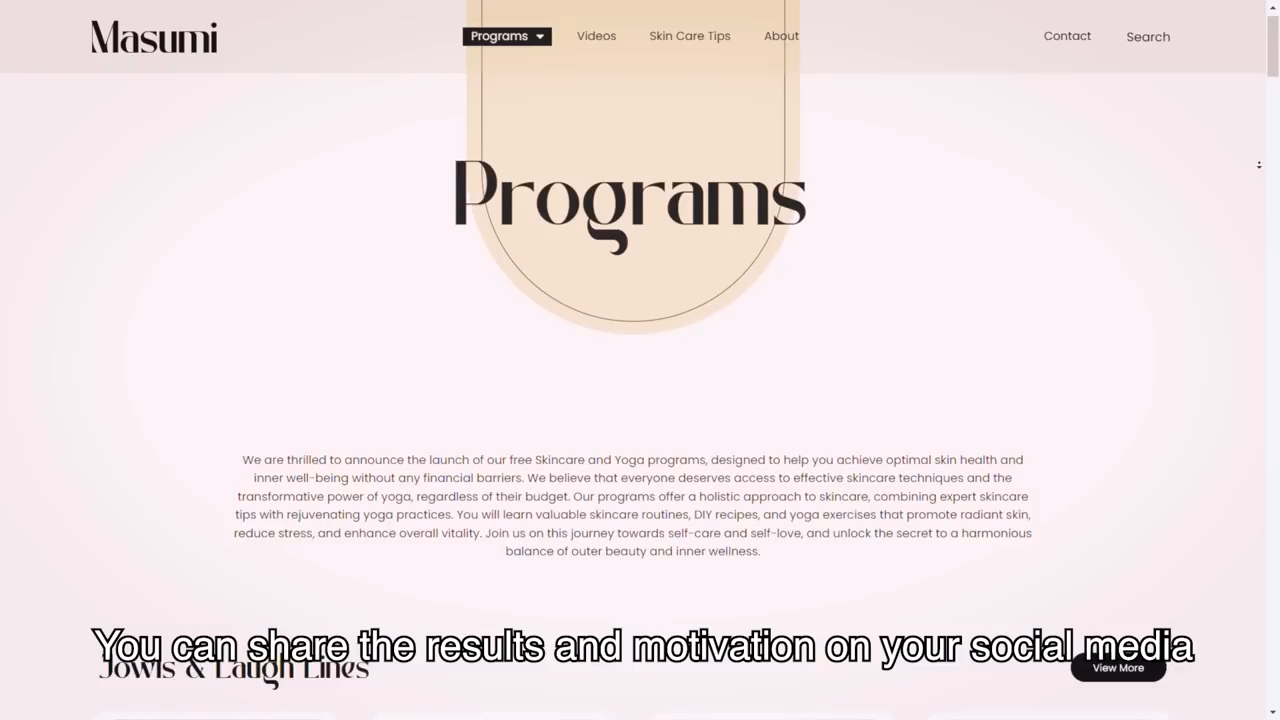 Masumi
Programs
Videos
Skin Care Tips
About
Contact
Search
Programs
We are thrilled to announce the launch of our free Skincare and Yoga programs, designed to help you achieve optimal skin health and
inner well-being without any financial barriers. We believe that everyone deserves access to effective skincare techniques and the
transformative power of yoga, regardless of their budget. Our programs offer a holistic approach to skincare, combining expert skincare
tips with rejuvenating yoga practices. You will learn valuable skincare routines, DIY recipes, and yoga exercises that promote radiant skin,
reduce stress, and enhance overall vitality. Join us on this journey towards self-care and self-love, and unlock the secret to a harmonious
balance of outer beauty and inner wellness.
You can share the results and motivation on your social media
Jowls & Laugh Lines
View More